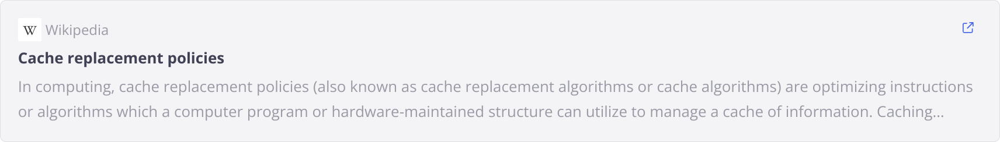 W Wikipedia
Cache replacement policies
In computing, cache replacement policies (also known as cache replacement algorithms or cache algorithms) are optimizing instructions
or algorithms which a computer program or hardware-maintained structure can utilize to manage a cache of information. Caching...